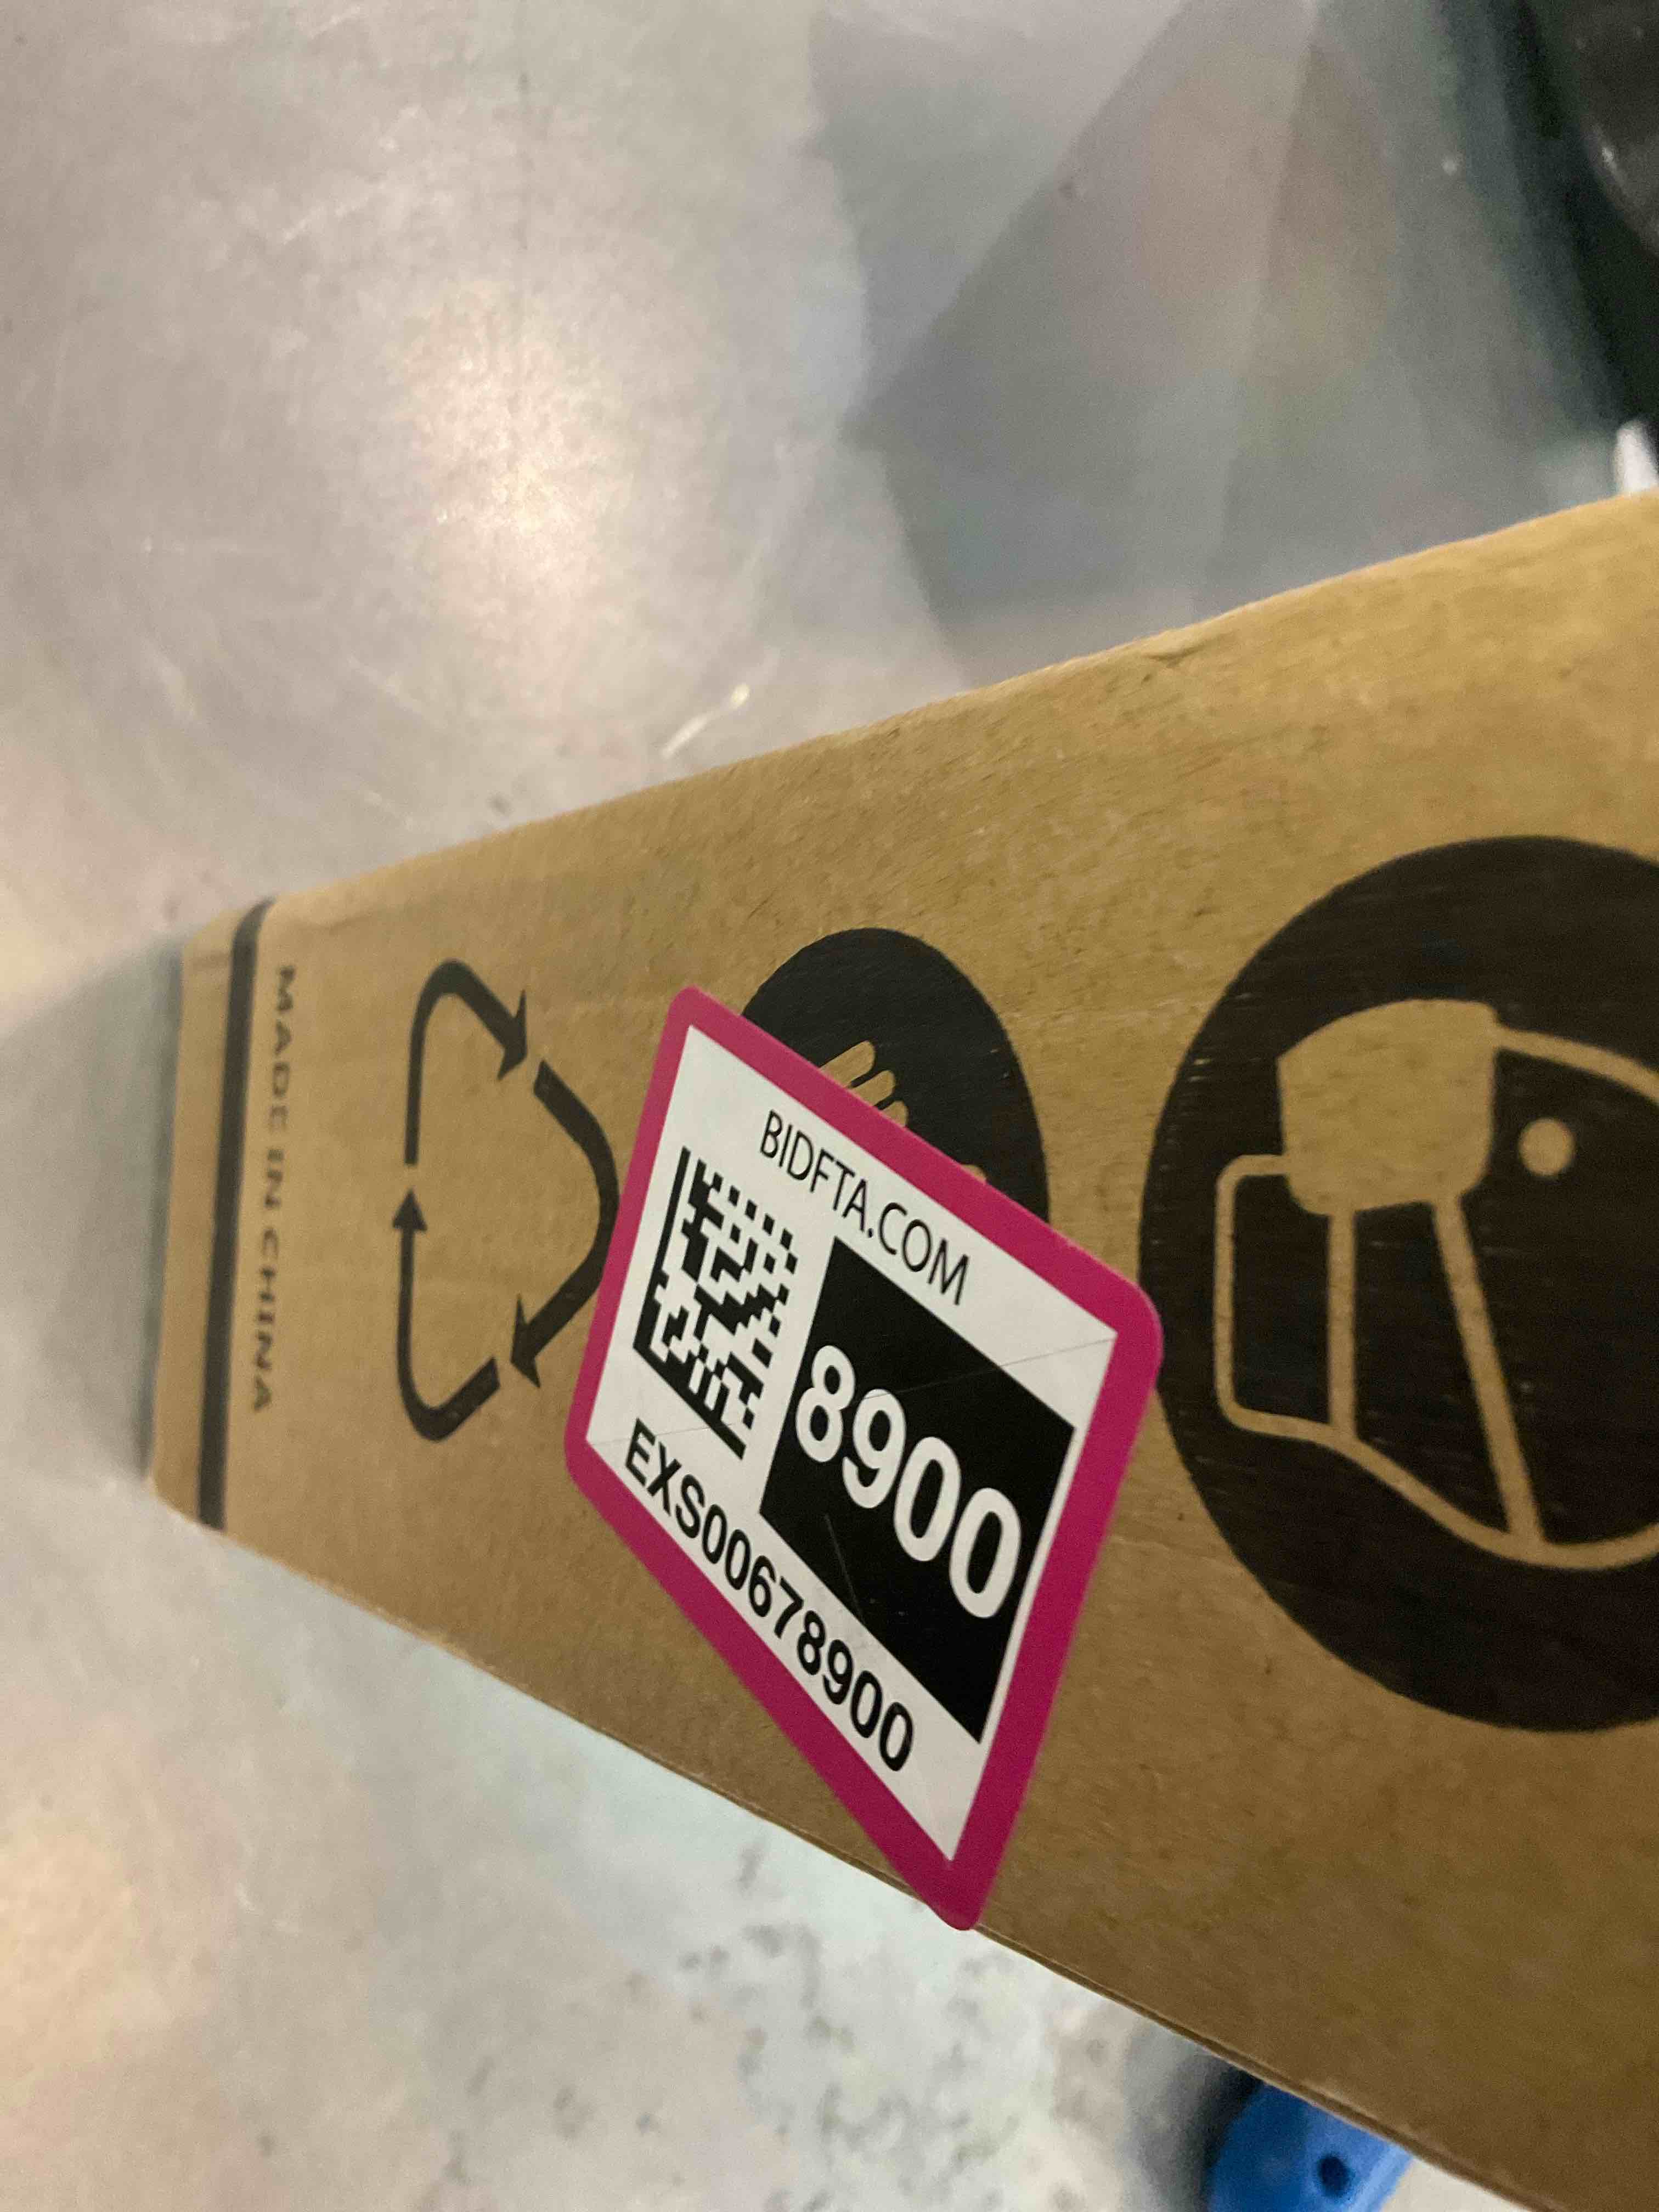 MADE IN CHINA
BIDFTA.COM
8900
EXS00678900